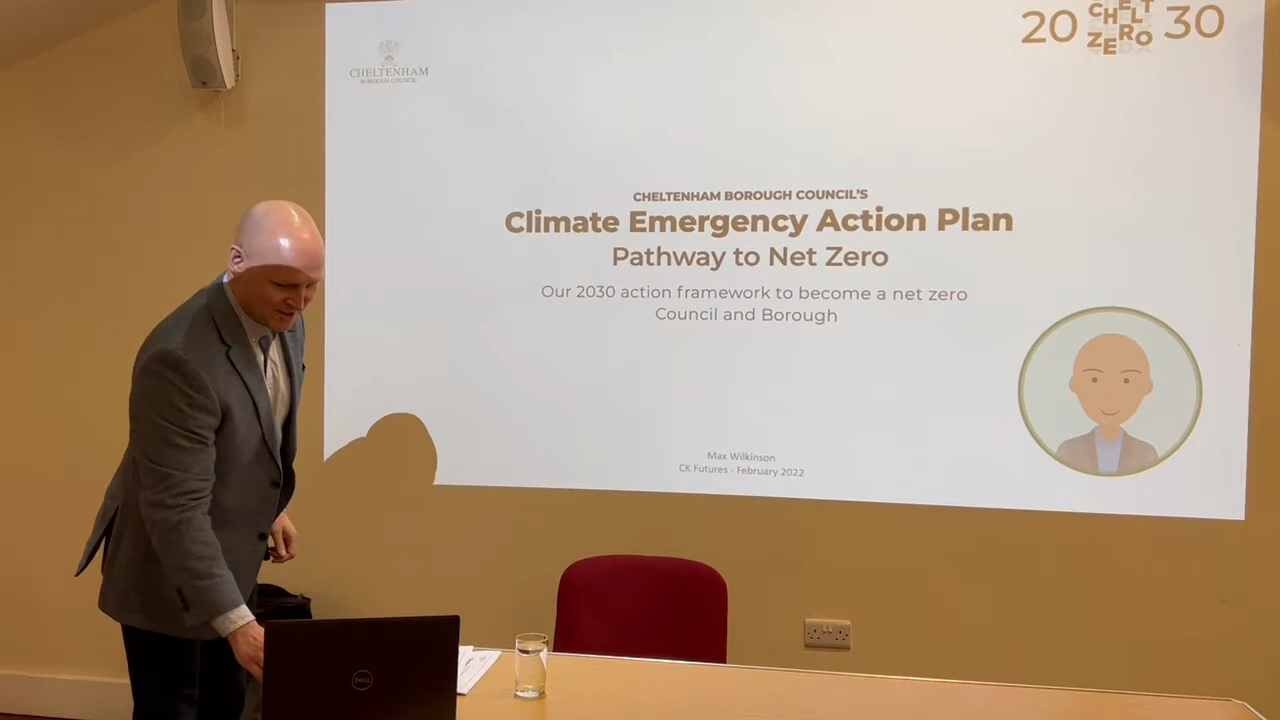 CHELTENHAM
BOROUGH COUNCIL
20 CHELT ZERO 30
CHELTENHAM BOROUGH COUNCIL'S
Climate Emergency Action Plan
Pathway to Net Zero
Our 2030 action framework to become a net zero
Council and Borough
Max Wilkinson
CK Futures - February 2022
DELL